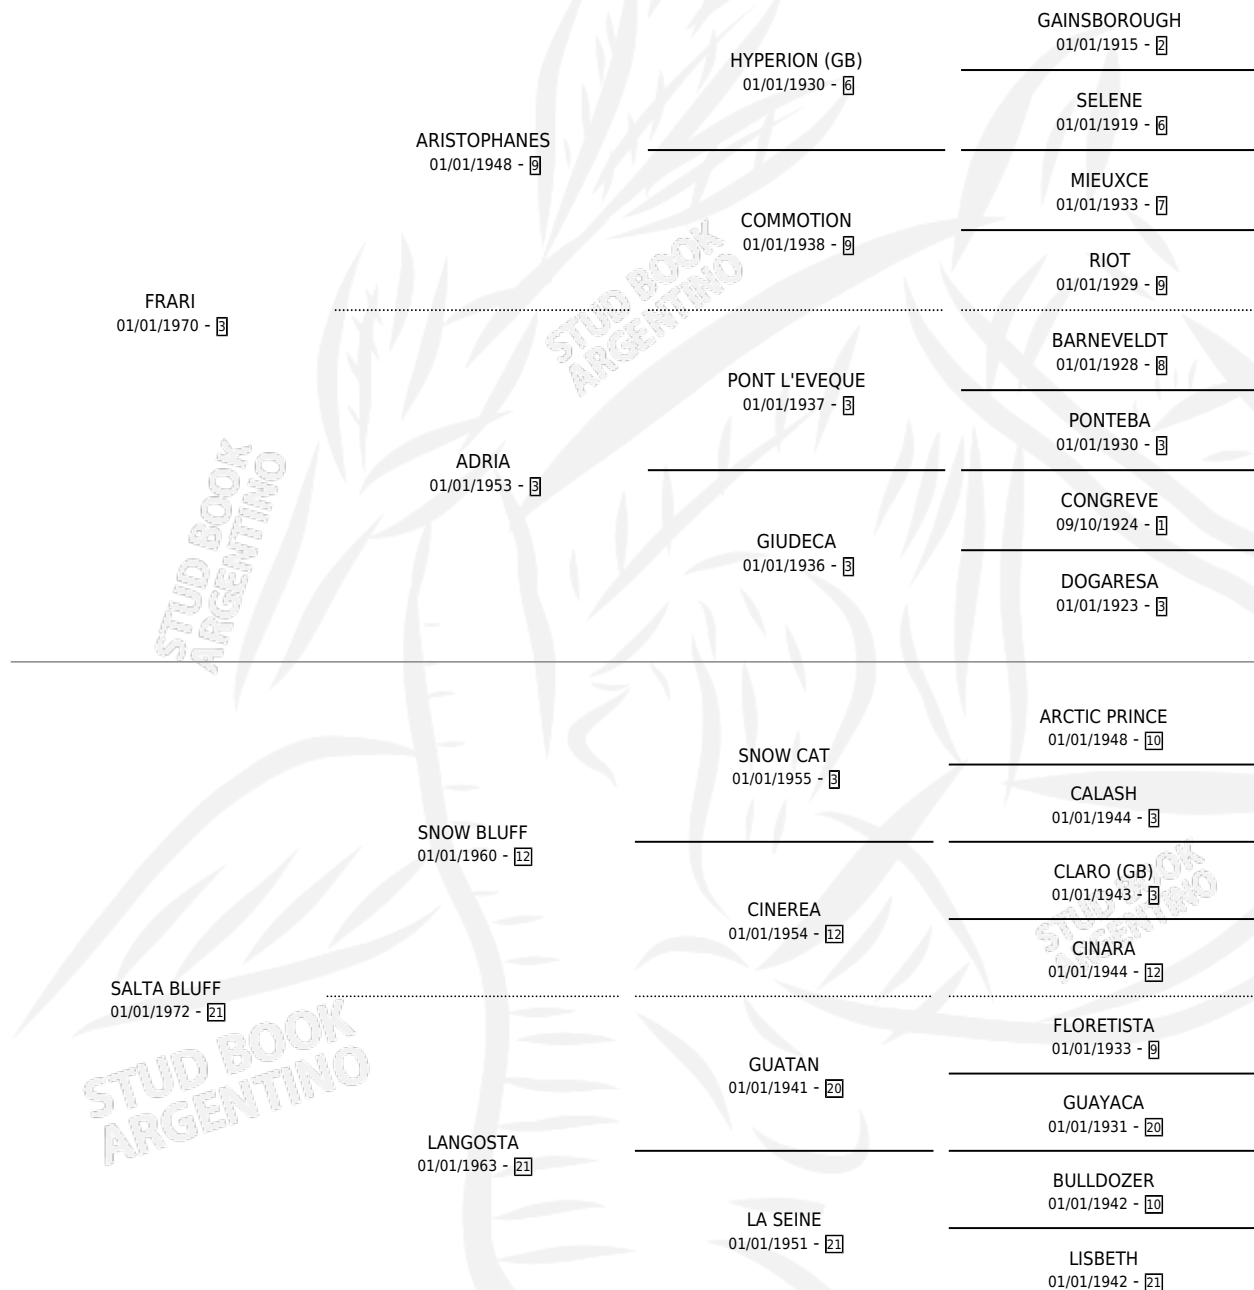 GAINSBOROUGH
01/01/1915 - 2
HYPERION (GB)
01/01/1930 - 6
SELENE
01/01/1919 - 6
ARISTOPHANES
01/01/1948 - 9
MIEUXCE
01/01/1933 - 7
COMMOTION
01/01/1938 - 9
RIOT
01/01/1929 - 9
FRARI
01/01/1970 - 3
BARNEVELDT
01/01/1928 - 8
PONT L'EVEQUE
01/01/1937 - 3
PONTEBA
01/01/1930 - 3
ADRIA
01/01/1953 - 3
CONGREVE
09/10/1924 - 1
GIUDECA
01/01/1936 - 3
DOGARESA
01/01/1923 - 3
ARCTIC PRINCE
01/01/1948 - 10
SNOW CAT
01/01/1955 - 3
CALASH
01/01/1944 - 3
SNOW BLUFF
01/01/1960 - 12
CLARO (GB)
01/01/1943 - 3
CINEREA
01/01/1954 - 12
CINARA
01/01/1944 - 12
SALTA BLUFF
01/01/1972 - 21
FLORETISTA
01/01/1933 - 9
GUATAN
01/01/1941 - 20
GUAYACA
01/01/1931 - 20
LANGOSTA
01/01/1963 - 21
BULLDOZER
01/01/1942 - 10
LA SEINE
01/01/1951 - 21
LISBETH
01/01/1942 - 21
STUD BOOK
ARGENTINO
STUD BOOK
ARGENTINO
STUD BOOK
ARGENTINO
STUD BOOK
ARGENTINO